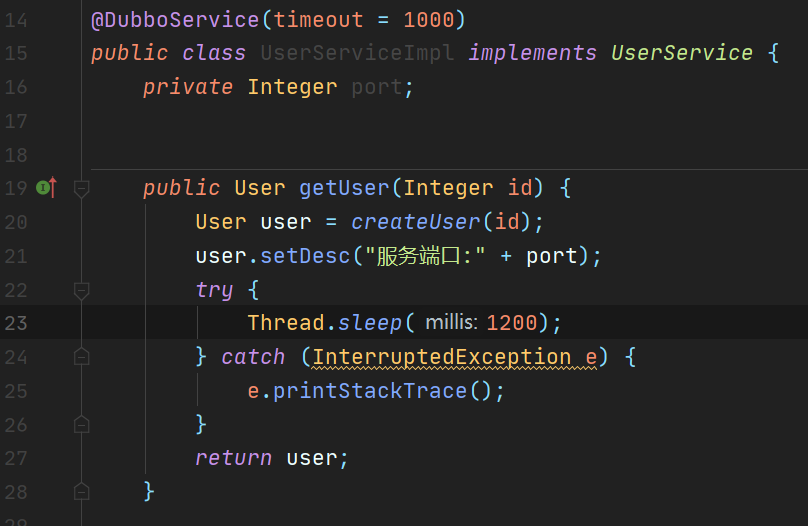 14 @DubboService(timeout = 1000)
15 public class UserServiceImpl implements UserService {
16 private Integer port;
17
18
19 public User getUser(Integer id) {
20 User user = createUser(id);
21 user.setDesc("服务端口:" + port);
22 try {
23 Thread.sleep( millis: 1200);
24 } catch (InterruptedException e) {
25 e.printStackTrace();
26 }
27 return user;
28 }
29